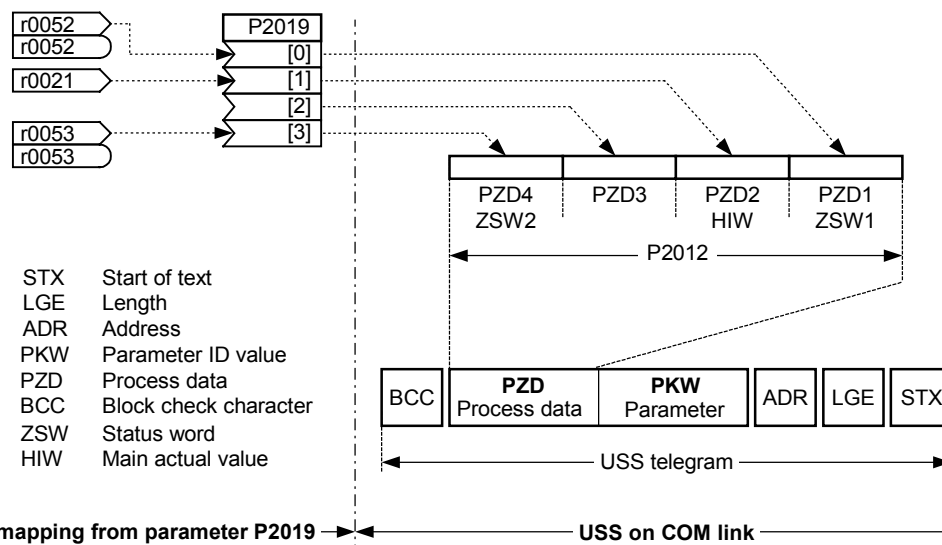 r0052
r0052
r0021
r0053
r0053
P2019
[0]
[1]
[2]
[3]
PZD4
ZSW2
PZD3
PZD2
HIW
PZD1
ZSW1
P2012
STX Start of text
LGE Length
ADR Address
PKW Parameter ID value
PZD Process data
BCC Block check character
ZSW Status word
HIW Main actual value
BCC
PZD
Process data
PKW
Parameter
ADR
LGE
STX
USS telegram
mapping from parameter P2019
USS on COM link